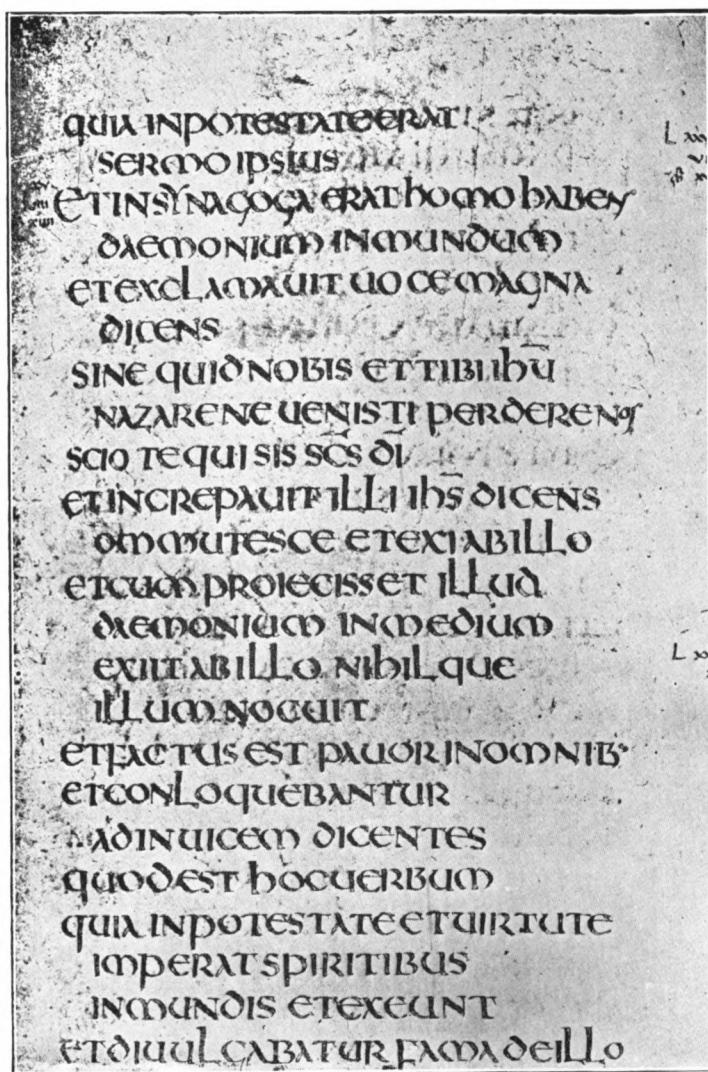 QUIA INPOTESTATE ERAT
SERMO IPSIUS
ET IN SYNAGOGA ERAT HOMO HABENS
DAEMONIUM INMUNDUM
ET EXCLAMAUIT UOCE MAGNA
DICENS
SINE QUID NOBIS ET TIBI IHŪ
NAZARENE UENISTI PERDERE NOS
SCIO TE QUI SIS SC̄S DĪ
ET INCREPAUIT ILLI IHS̄ DICENS
OMMUTESCE ET EXI AB ILLO
ET CUM PROIECISSET ILLUD
DAEMONIUM IN MEDIUM
EXIIT AB ILLO NIHILQUE
ILLUM NOCUIT
ET FACTUS EST PAUOR IN OMNIB·
ET CONLOQUEBANTUR
AD INUICEM DICENTES
QUOD EST HOC UERBUM
QUIA IN POTESTATE ET UIRTUTE
IMPERAT SPIRITIBUS
INMUNDIS ET EXEUNT
ET DIUULGABATUR FAMA DE ILLO